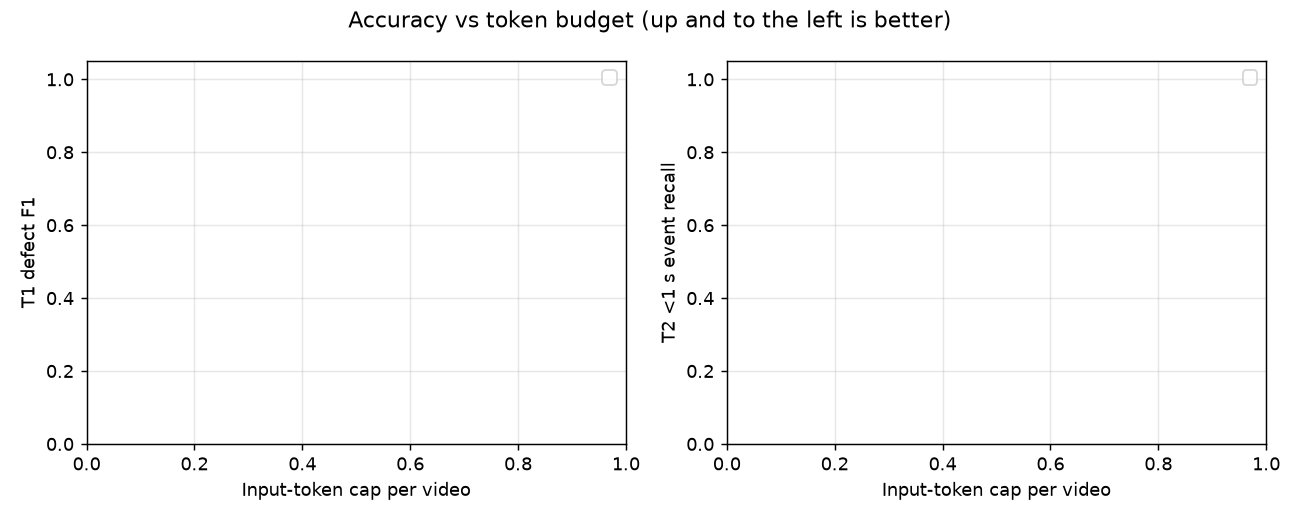 Accuracy vs token budget (up and to the left is better)
T1 defect F1
1.0
0.8
0.6
0.4
0.2
0.0
0.0 0.2 0.4 0.6 0.8 1.0
Input-token cap per video
T2 <1 s event recall
1.0
0.8
0.6
0.4
0.2
0.0
0.0 0.2 0.4 0.6 0.8 1.0
Input-token cap per video